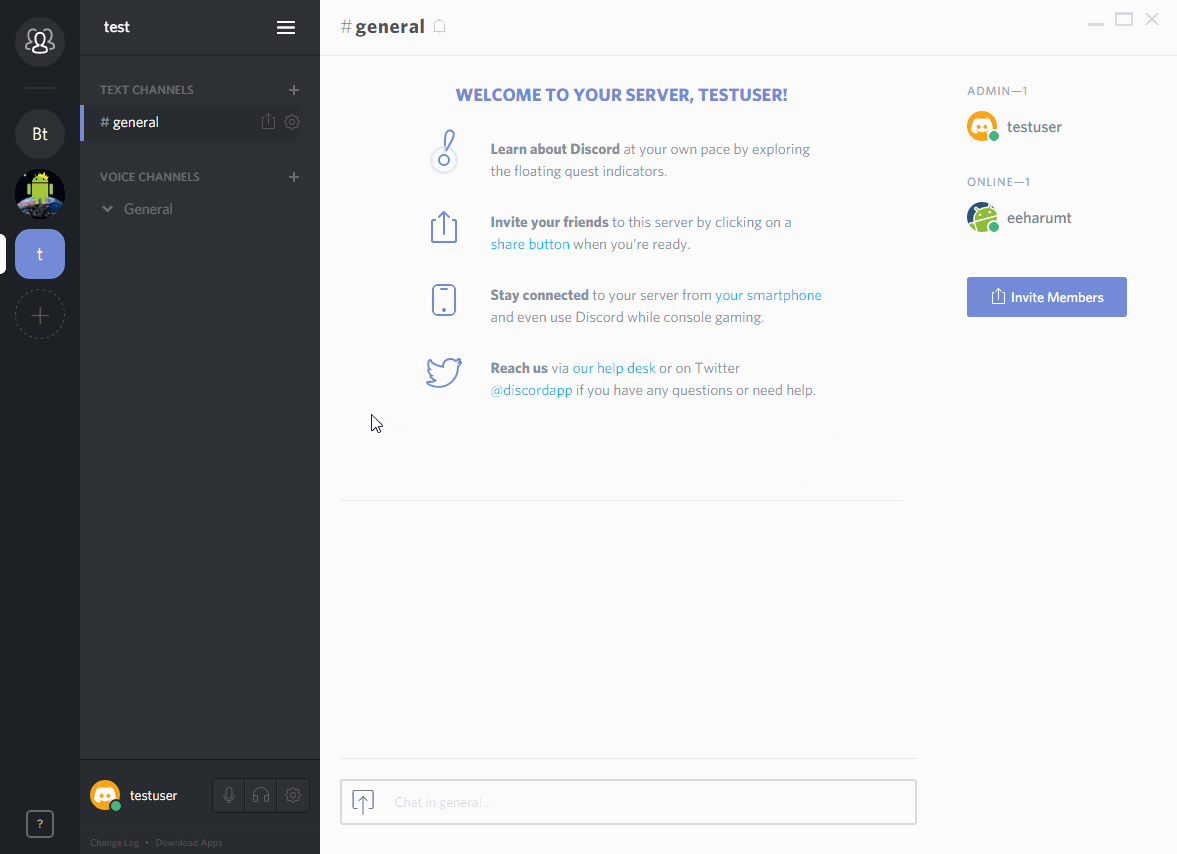 test
Bt
t
?
TEXT CHANNELS
# general
VOICE CHANNELS
General
testuser
Change Log • Download Apps
#general
WELCOME TO YOUR SERVER, TESTUSER!
Learn about Discord at your own pace by exploring
the floating quest indicators.
Invite your friends to this server by clicking on a
share button when you're ready.
Stay connected to your server from your smartphone
and even use Discord while console gaming.
Reach us via our help desk or on Twitter
@discordapp if you have any questions or need help.
Chat in general...
ADMIN—1
testuser
ONLINE—1
eeharumt
Invite Members